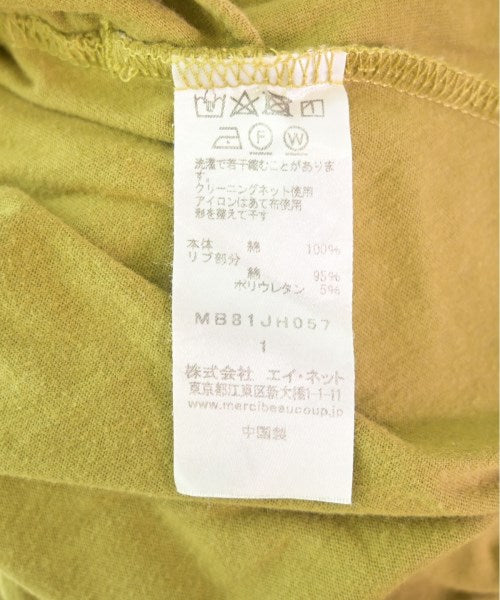 F W
洗濯で若干縮むことがありま
す。
クリーニングネット使用
アイロンはあて布使用
形を整えて干す
本体 綿 100%
リブ部分
綿 95%
ポリウレタン 5%
MB81JH057
1
株式会社 エイ・ネット
東京都江東区新大橋1-1-11
www.mercibeaucoup.jp
中国製